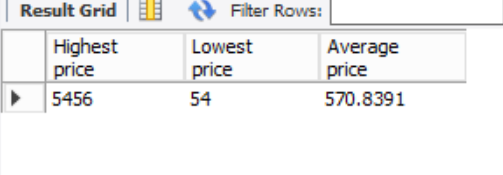 Result Grid Filter Rows:
Highest price Lowest price Average price
5456 54 570.8391